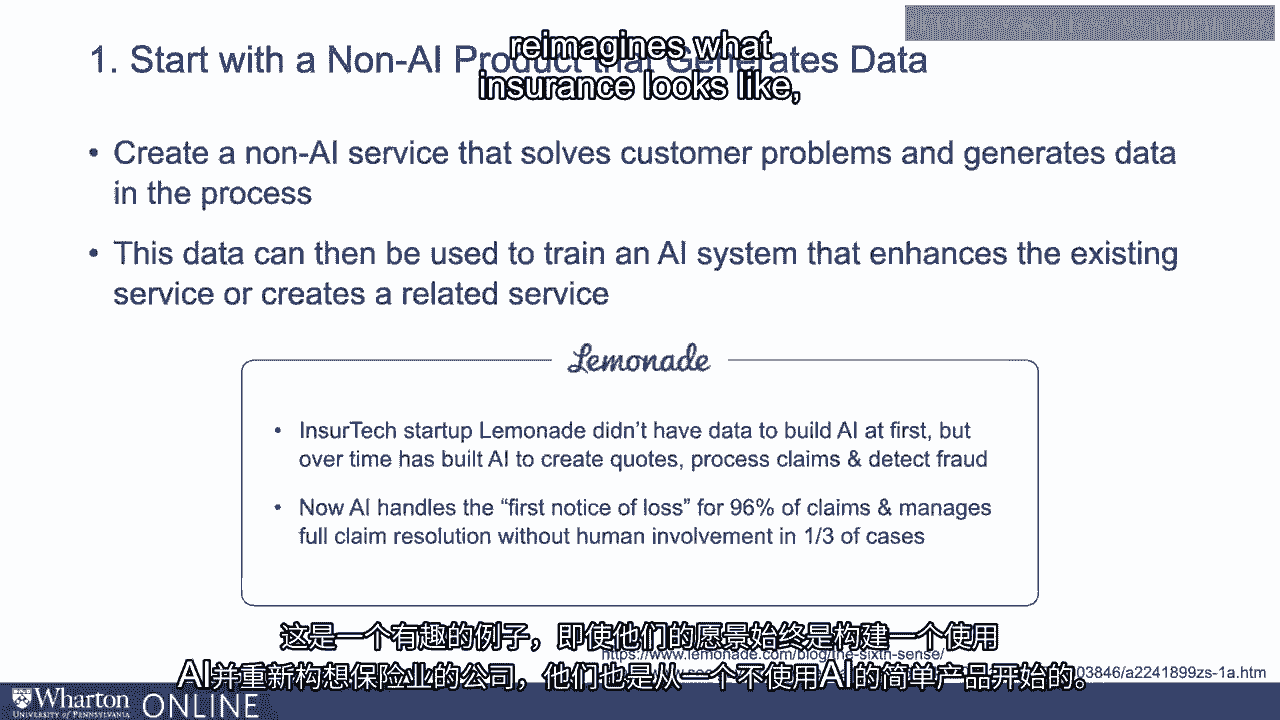 reimagines what
insurance looks like,
1. Start with a Non-AI Product that Generates Data
• Create a non-AI service that solves customer problems and generates data
in the process
• This data can then be used to train an AI system that enhances the existing
service or creates a related service
Lemonade
• InsurTech startup Lemonade didn't have data to build AI at first, but
over time has built AI to create quotes, process claims & detect fraud
• Now AI handles the "first notice of loss" for 96% of claims & manages
full claim resolution without human involvement in 1/3 of cases
这是一个有趣的例子，即使他们的愿景始终是构建一个使用
https://www.lemonade.com/blog/the-sixth-sense/
AI并重新构想保险业的公司，他们也是从一个不使用AI的简单产品开始的。
03846/a2241899zs-1a.htm
Wharton
UNIVERSITY of PENNSYLVANIA
ONLINE